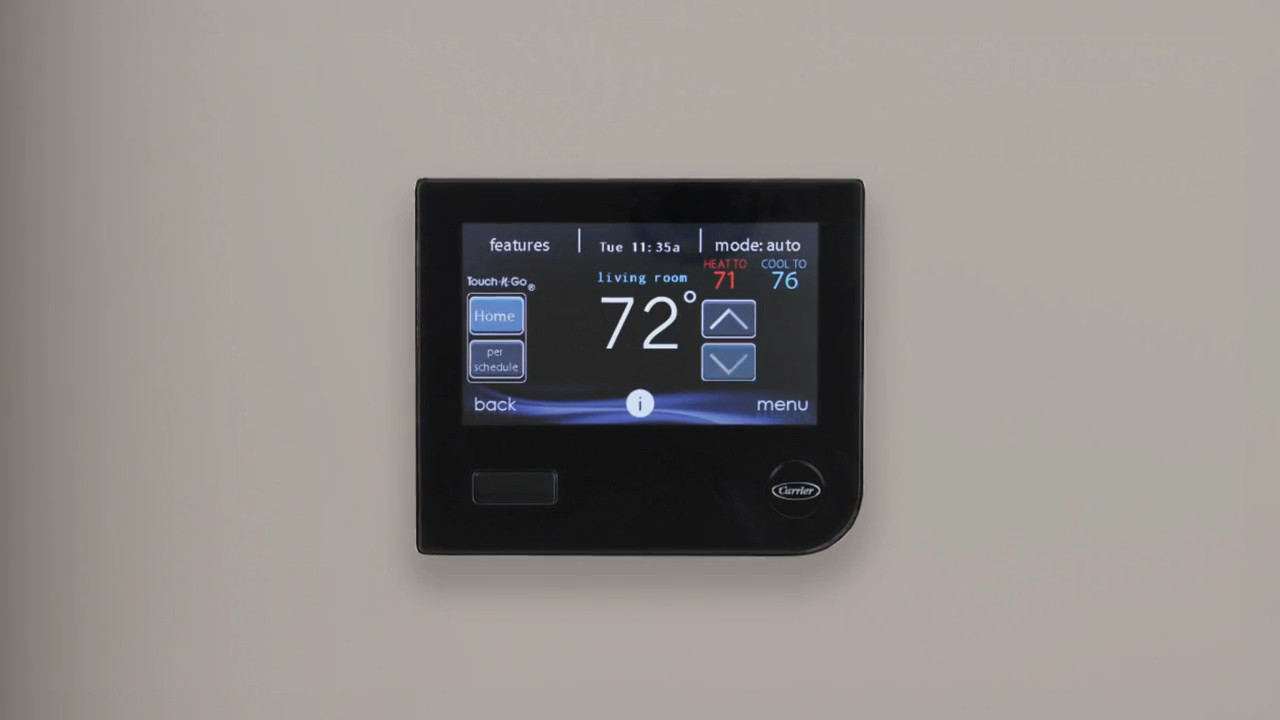 features
Tue 11:35a
mode: auto
HEAT TO
71
COOL TO
76
living room
72°
Touch-N-Go®
Home
per
schedule
back
i
menu
Carrier